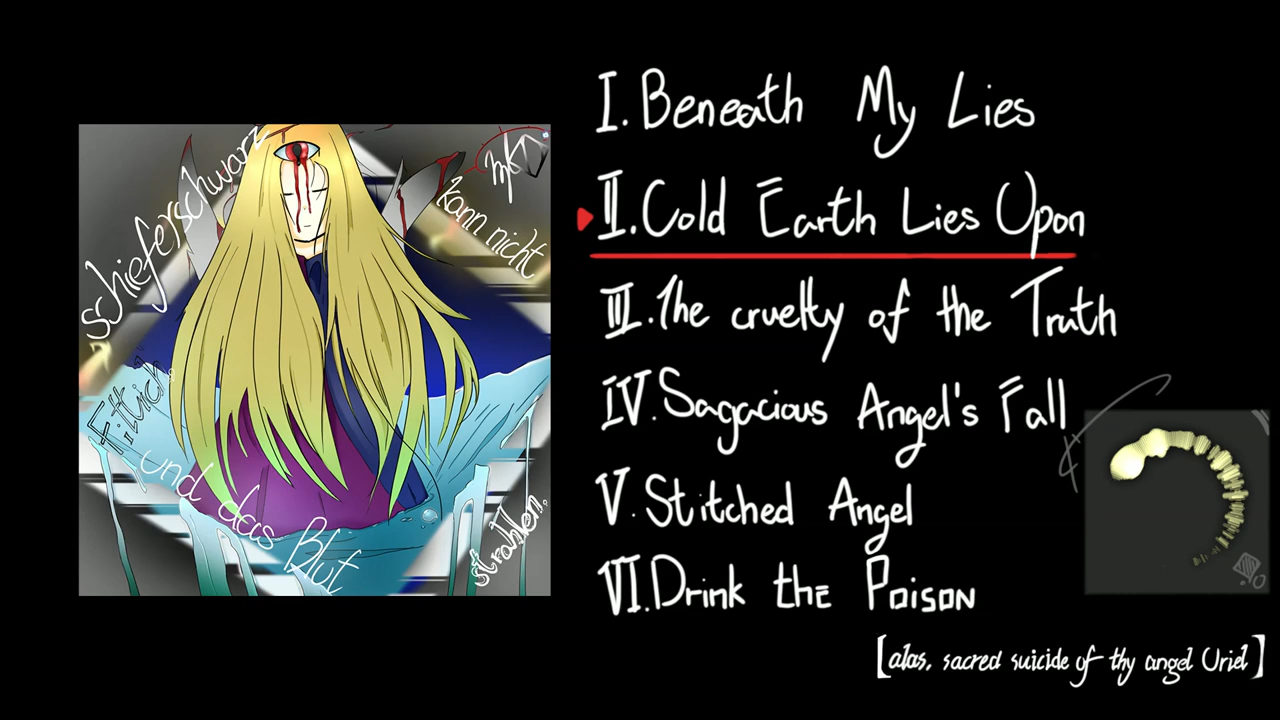 schieferschwarz
kann nicht
Fittich
und das Blut
strahlen.
I. Beneath My Lies
II. Cold Earth Lies Upon
III. The cruelty of the Truth
IV. Sagacious Angel's Fall
V. Stitched Angel
VI. Drink the Poison
[alas, sacred suicide of thy angel Uriel]